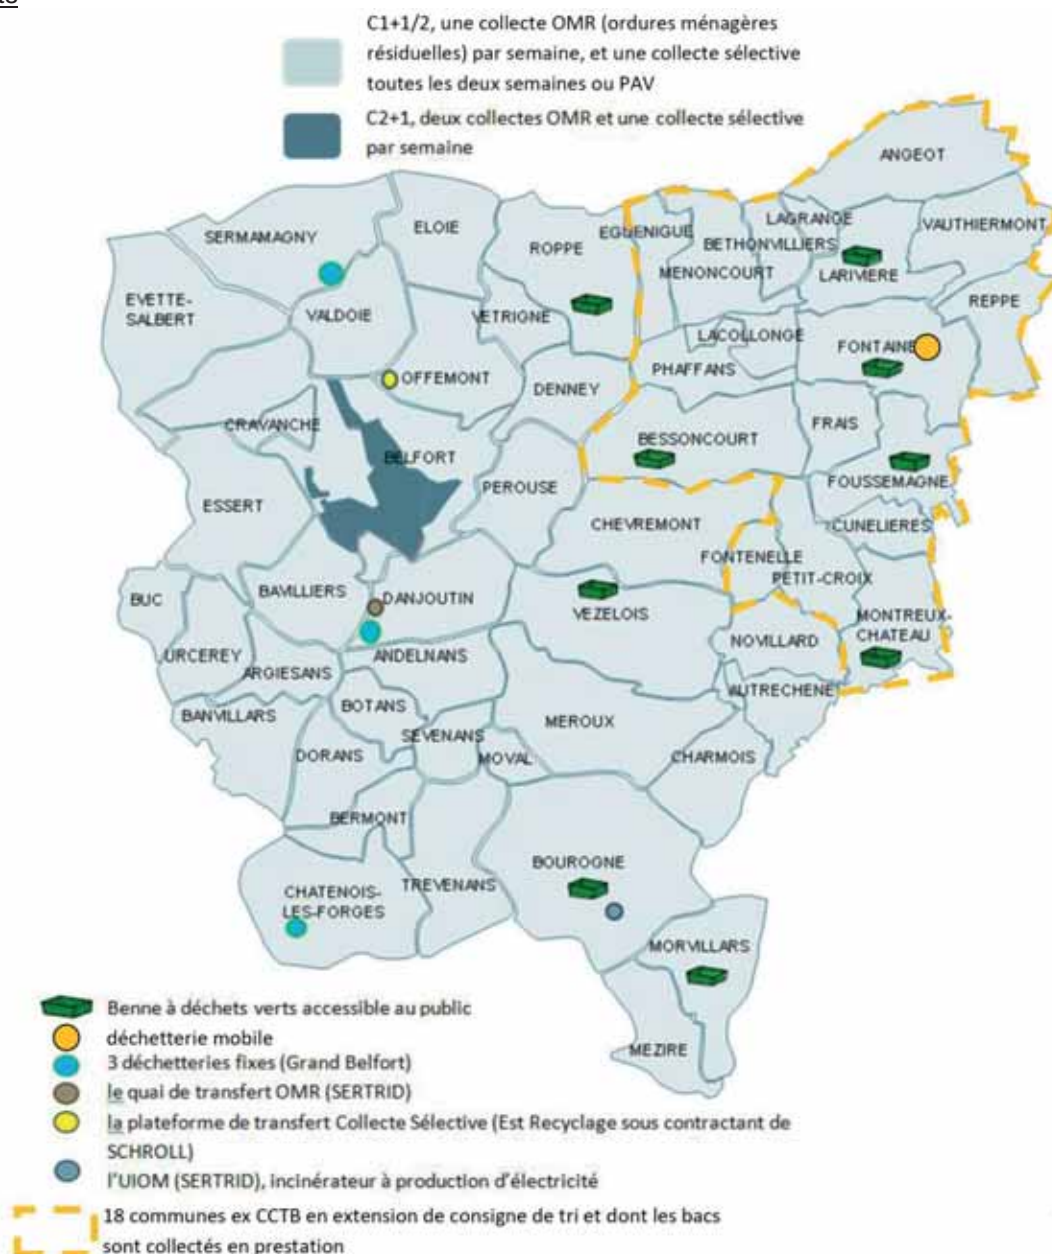 C1+1/2, une collecte OMR (ordures ménagères
résiduelles) par semaine, et une collecte sélective
toutes les deux semaines ou PAV
C2+1, deux collectes OMR et une collecte sélective
par semaine
ANGEOT
SERMAMAGNY
ELOIE
ROPPE
EGUENIGUE
LAGRANGE
VAUTHIERMONT
BETHONVILLIERS
MENONCOURT
LARIVIERE
EVETTE-
SALBERT
VALDOIE
VETRIGNE
REPPE
LACOLLONGE
FONTAINE
PHAFFANS
OFFEMONT
DENNEY
CRAVANCHE
BELFORT
BESSONCOURT
FRAIS
ESSERT
PEROUSE
FOUSSEMAGNE
CHEVREMONT
CUNELIERES
FONTENELLE
PETIT-CROIX
BUC
BAVILLIERS
DANJOUTIN
VEZELOIS
MONTREUX-
CHATEAU
NOVILLARD
URCEREY
ARGIESANS
ANDELNANS
AUTRECHENE
BANVILLARS
BOTANS
SEVENANS
MEROUX
DORANS
MOVAL
CHARMOIS
BERMONT
BOUROGNE
CHATENOIS-
LES-FORGES
TREVENANS
MORVILLARS
MEZIRE
Benne à déchets verts accessible au public
déchetterie mobile
3 déchetteries fixes (Grand Belfort)
le quai de transfert OMR (SERTRID)
la plateforme de transfert Collecte Sélective (Est Recyclage sous contractant de
SCHROLL)
l'UIOM (SERTRID), incinérateur à production d'électricité
18 communes ex CCTB en extension de consigne de tri et dont les bacs
sont collectés en prestation